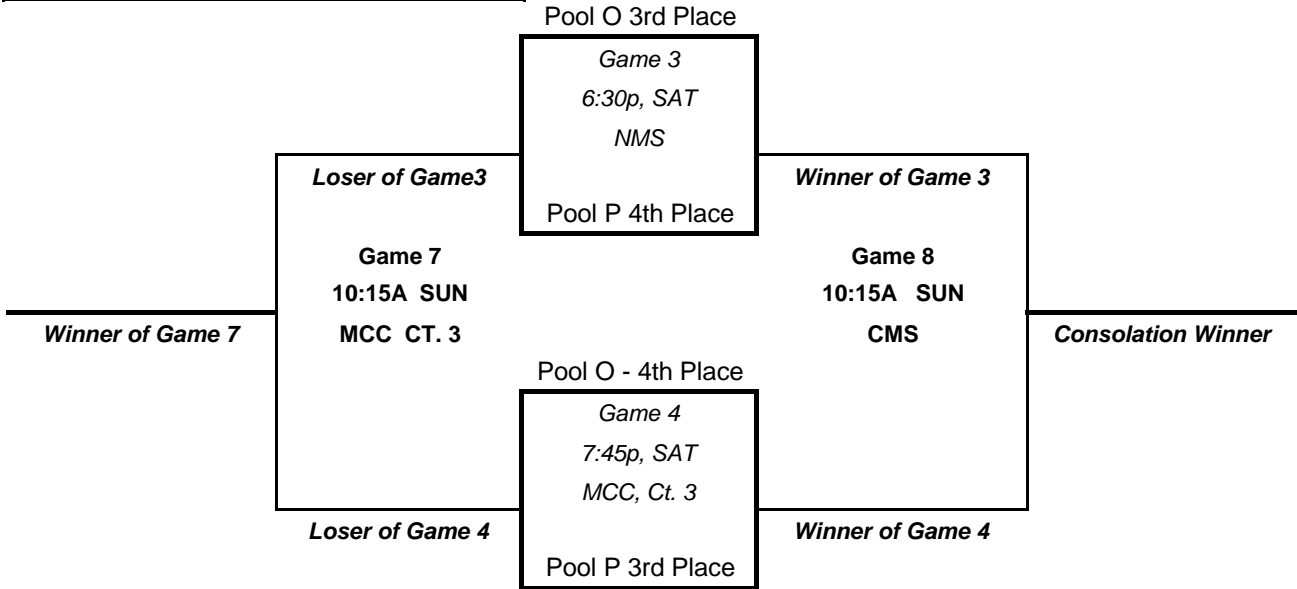 Pool O 3rd Place
Game 3
6:30p, SAT
NMS
Loser of Game3
Winner of Game 3
Pool P 4th Place
Game 7
Game 8
10:15A SUN
10:15A SUN
Winner of Game 7
MCC CT. 3
CMS
Consolation Winner
Pool O - 4th Place
Game 4
7:45p, SAT
MCC, Ct. 3
Loser of Game 4
Winner of Game 4
Pool P 3rd Place